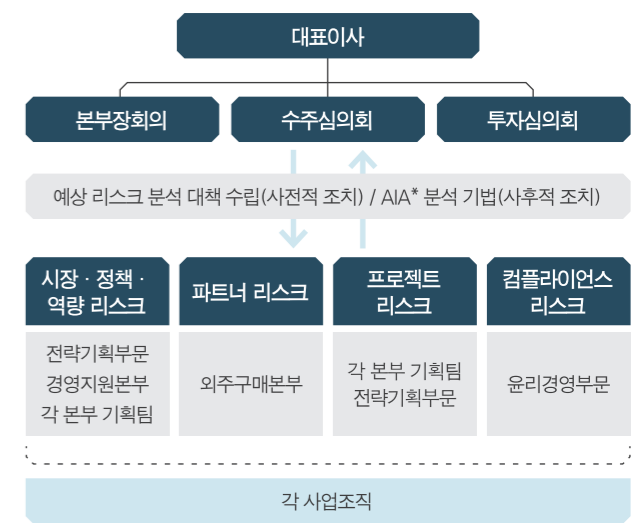 대표이사
본부장회의
수주심의회
투자심의회
예상 리스크 분석 대책 수립(사전적 조치) / AIA* 분석 기법(사후적 조치)
시장 · 정책 ·
역량 리스크
파트너 리스크
프로젝트
리스크
컴플라이언스
리스크
전략기획부문
경영지원본부
각 본부 기획팀
외주구매본부
각 본부 기획팀
전략기획부문
윤리경영부문
각 사업조직